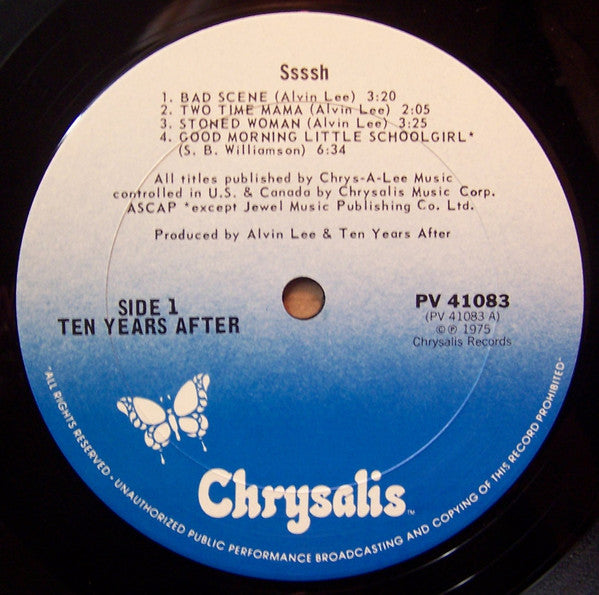 Ssssh
1. BAD SCENE (Alvin Lee) 3:20
2. TWO TIME MAMA (Alvin Lee) 2:05
3. STONED WOMAN (Alvin Lee) 3:25
4. GOOD MORNING LITTLE SCHOOLGIRL*
(S. B. Williamson) 6:34
All titles published by Chrys-A-Lee Music
controlled in U.S. & Canada by Chrysalis Music Corp.
ASCAP *except Jewel Music Publishing Co. Ltd.
Produced by Alvin Lee & Ten Years After
SIDE 1
TEN YEARS AFTER
PV 41083
(PV 41083 A)
© ℗ 1975
Chrysalis Records
Chrysalis™
"ALL RIGHTS RESERVED - UNAUTHORIZED PUBLIC PERFORMANCE BROADCASTING AND COPYING OF THIS RECORD PROHIBITED"